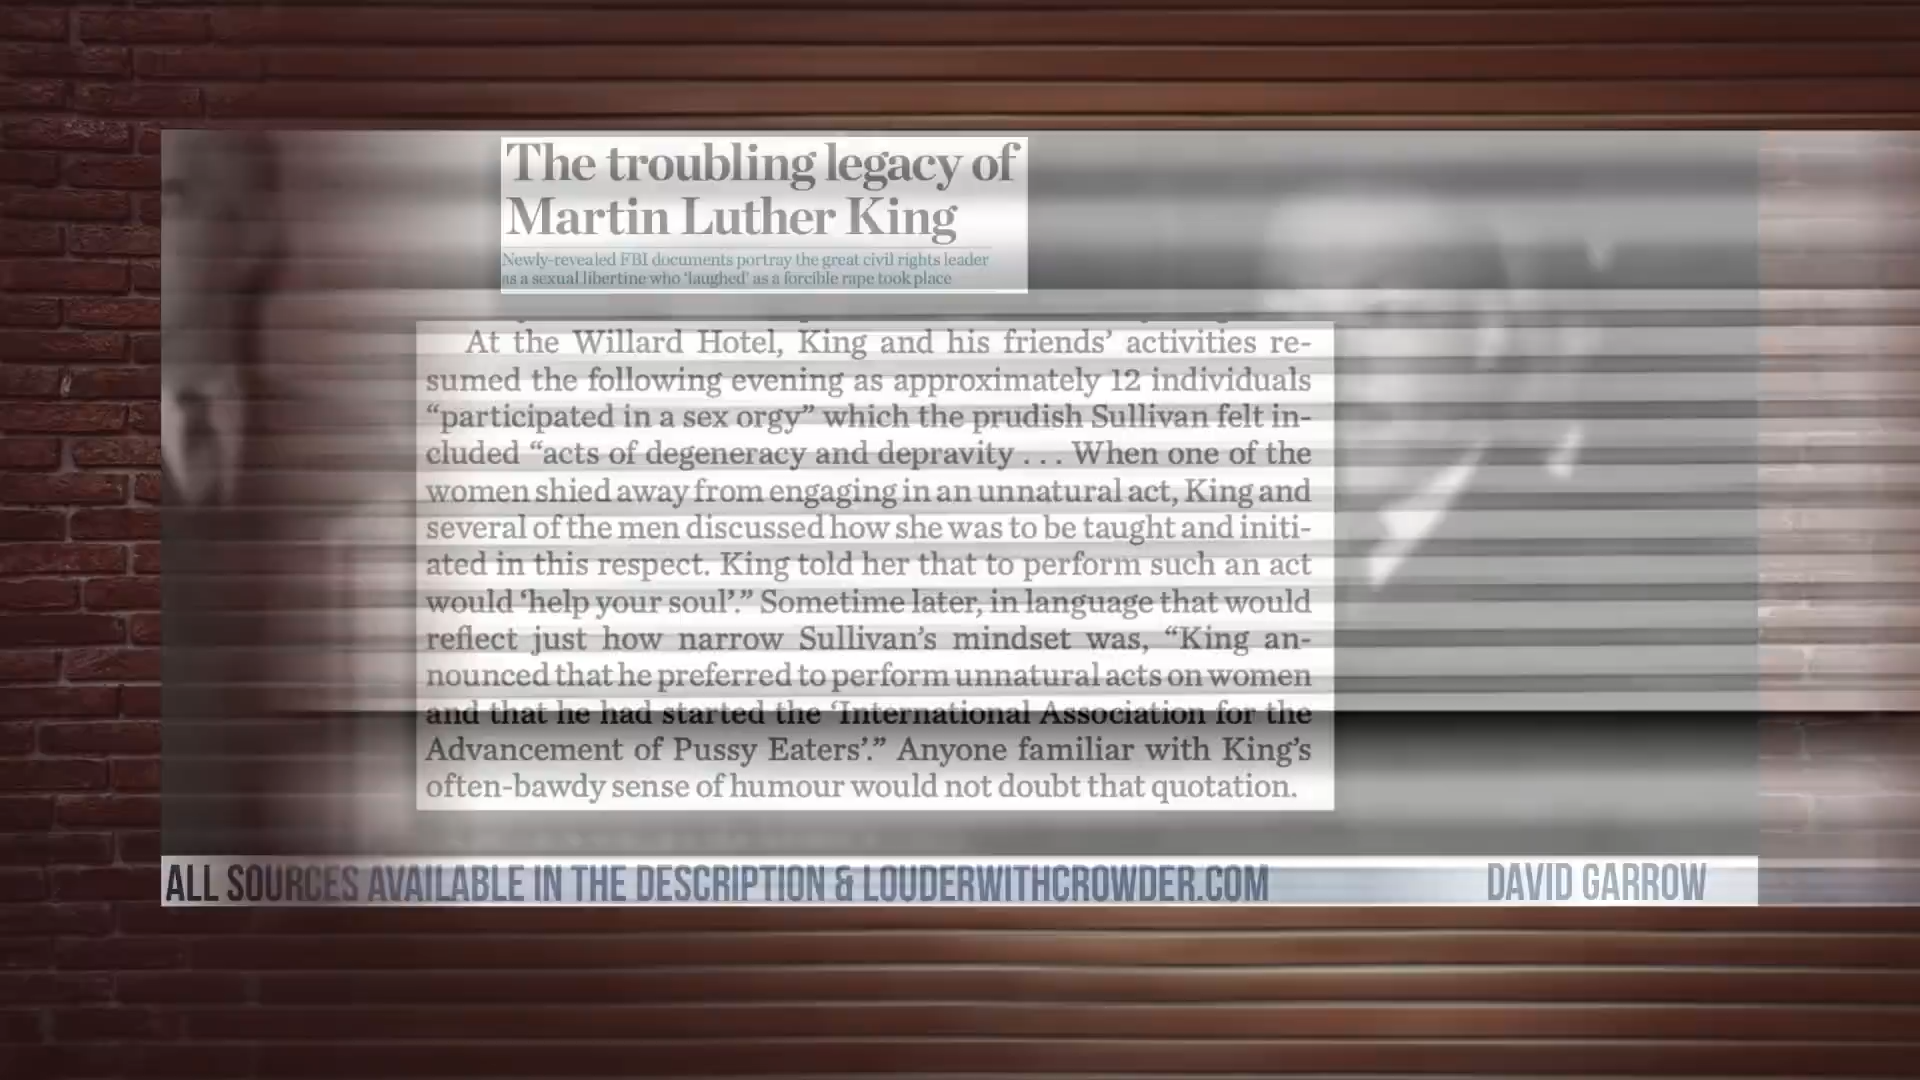 The troubling legacy of
Martin Luther King
Newly-revealed FBI documents portray the great civil rights leader
as a sexual libertine who ‘laughed’ as a forcible rape took place
At the Willard Hotel, King and his friends’ activities re-
sumed the following evening as approximately 12 individuals
“participated in a sex orgy” which the prudish Sullivan felt in-
cluded “acts of degeneracy and depravity . . . When one of the
women shied away from engaging in an unnatural act, King and
several of the men discussed how she was to be taught and initi-
ated in this respect. King told her that to perform such an act
would ‘help your soul’.” Sometime later, in language that would
reflect just how narrow Sullivan’s mindset was, “King an-
nounced that he preferred to perform unnatural acts on women
and that he had started the ‘International Association for the
Advancement of Pussy Eaters’.” Anyone familiar with King’s
often-bawdy sense of humour would not doubt that quotation.
ALL SOURCES AVAILABLE IN THE DESCRIPTION & LOUDERWITHCROWDER.COM
DAVID GARROW